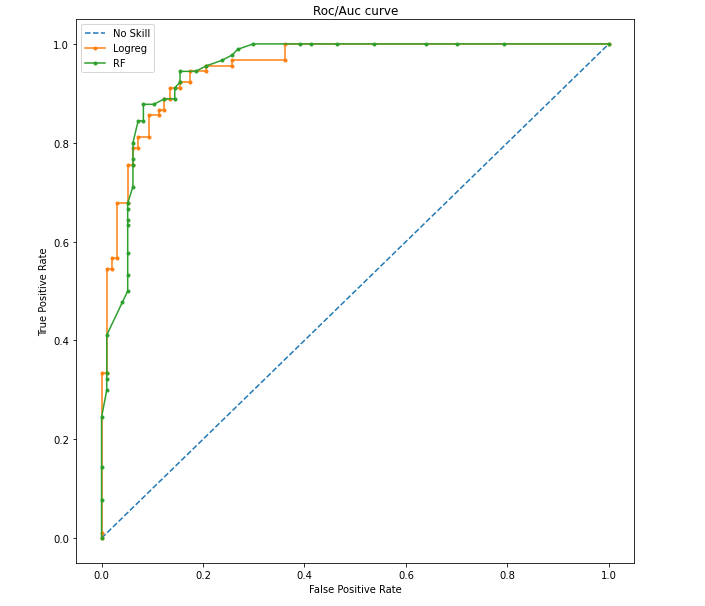 Roc/Auc curve
No Skill
Logreg
RF
1.0
0.8
0.6
0.4
0.2
0.0
True Positive Rate
0.0 0.2 0.4 0.6 0.8 1.0
False Positive Rate